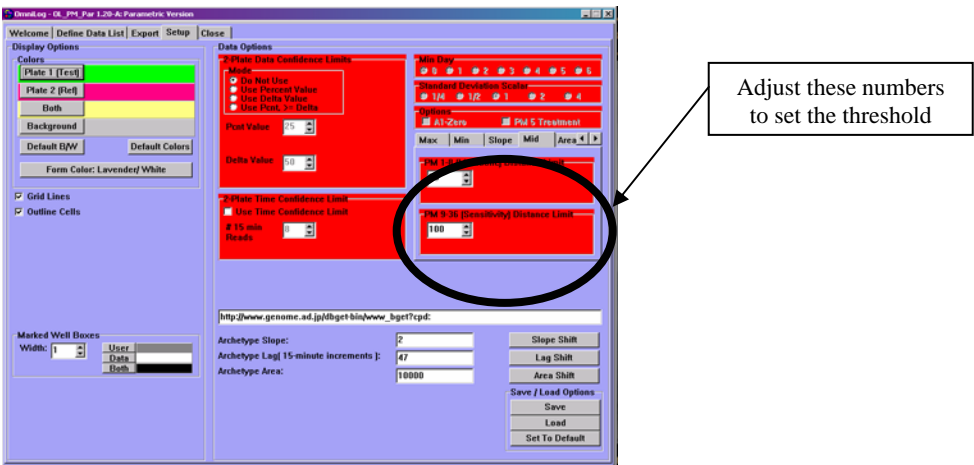 OmniLog - OL_PM_Par 1.20-A: Parametric Version
Welcome Define Data List Export Setup Close
Display Options
Colors
Plate 1 (Test)
Plate 2 (Ref)
Both
Background
Default B/W Default Colors
Form Color: Lavender/ White
Grid Lines
Outline Cells
Marked Well Boxes
Width: 1
User
Data
Both
Data Options
2-Plate Data Confidence Limits
Mode
Do Not Use
Use Percent Value
Use Delta Value
Use Pcnt. >= Delta
Pcnt Value 25
Delta Value 50
2-Plate Time Confidence Limit
Use Time Confidence Limit
# 15 min
Reads
8
Min Day
0 1 2 3 4 5 6
Standard Deviation Scalar
1/4 1/2 1 2 4
Options
A1-Zero PM 5 Treatment
Max Min Slope Mid Area
PM 1-8 Distance Limit
PM 9-36 (Sensitivity) Distance Limit
100
http://www.genome.ad.jp/dbget-bin/www_bget?cpd:
Archetype Slope: 2
Archetype Lag( 15-minute increments ): 47
Archetype Area: 10000
Slope Shift
Lag Shift
Area Shift
Save / Load Options
Save
Load
Set To Default
Adjust these numbers
to set the threshold